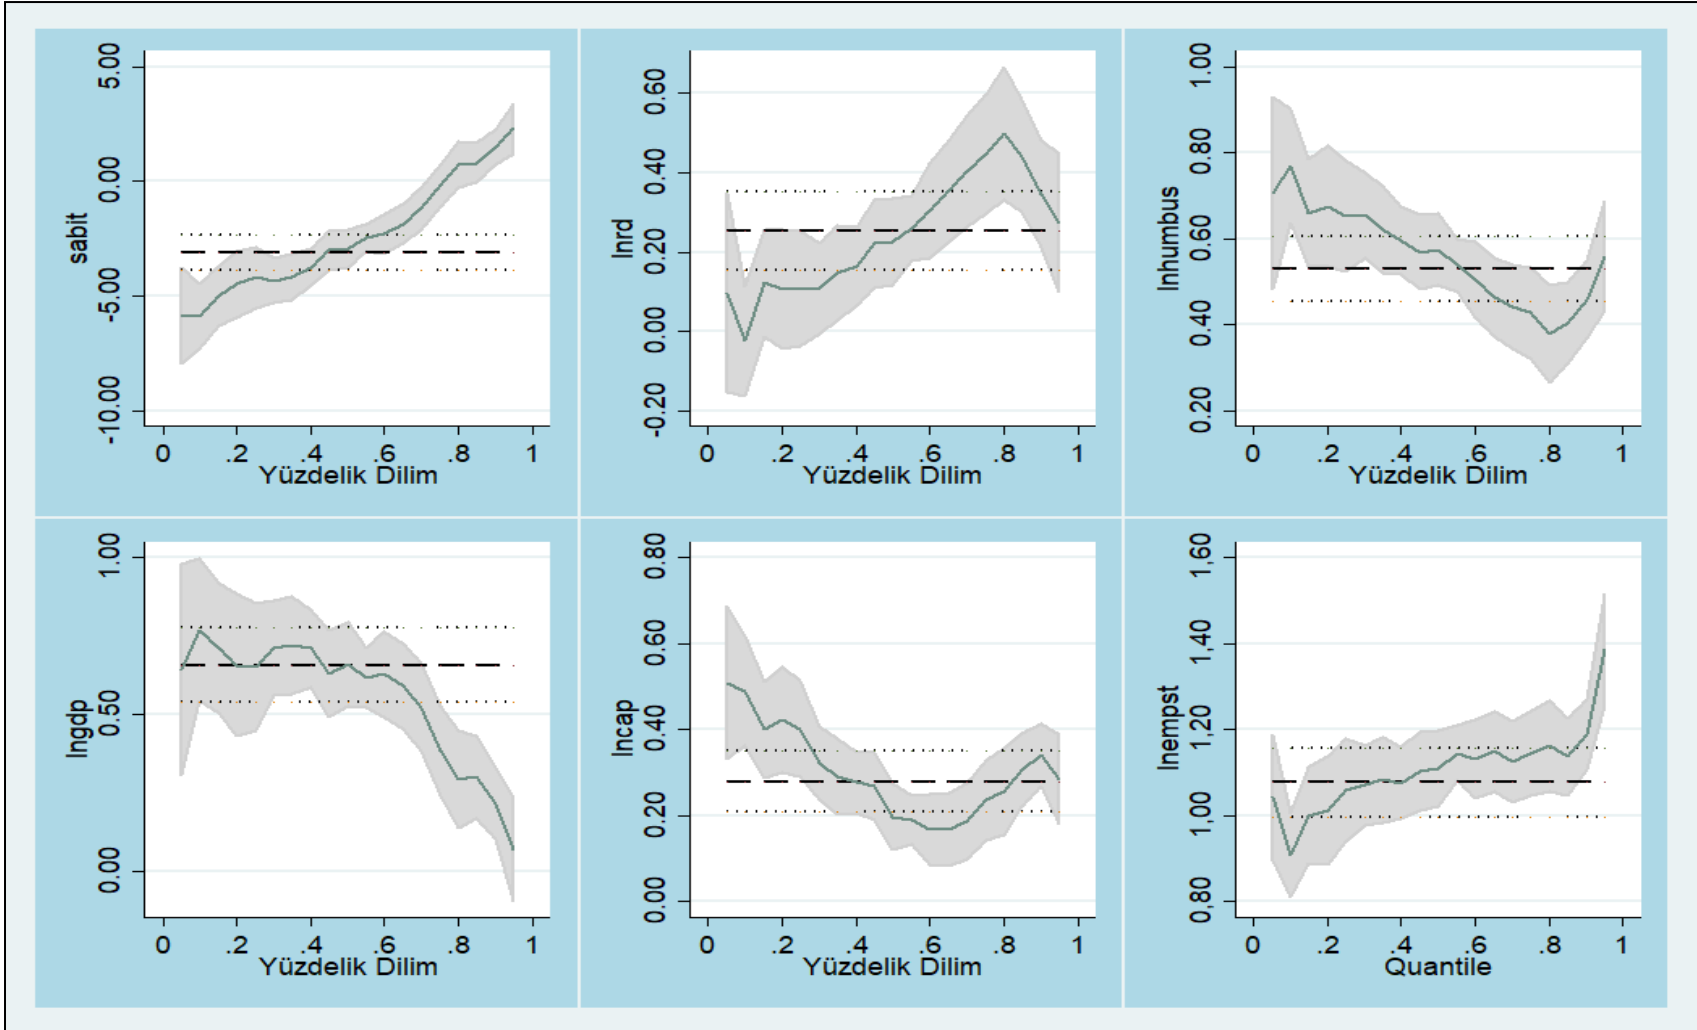 sabit
5.00
0.00
-5.00
-10.00
0 .2 .4 .6 .8 1
Yüzdelik Dilim
lnrd
0.60
0.40
0.20
0.00
-0.20
0 .2 .4 .6 .8 1
Yüzdelik Dilim
lnhumbus
1.00
0.80
0.60
0.40
0.20
0 .2 .4 .6 .8 1
Yüzdelik Dilim
lngdp
1.00
0.50
0.00
0 .2 .4 .6 .8 1
Yüzdelik Dilim
lncap
0.80
0.60
0.40
0.20
0.00
0 .2 .4 .6 .8 1
Yüzdelik Dilim
lnempst
1,60
1,40
1,20
1,00
0,80
0 .2 .4 .6 .8 1
Quantile